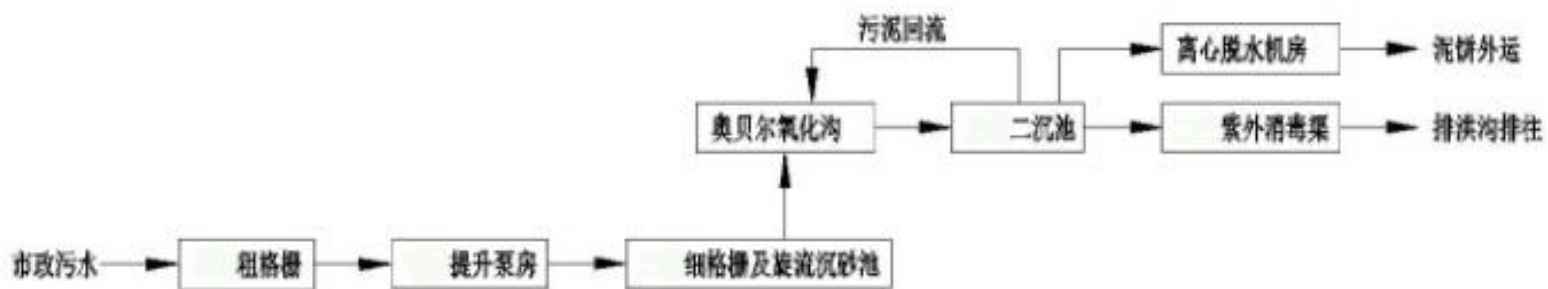 污泥回流
离心脱水机房
泥饼外运
奥贝尔氧化沟
二沉池
紫外消毒渠
排洪沟排往
市政污水
粗格栅
提升泵房
细格栅及旋流沉砂池